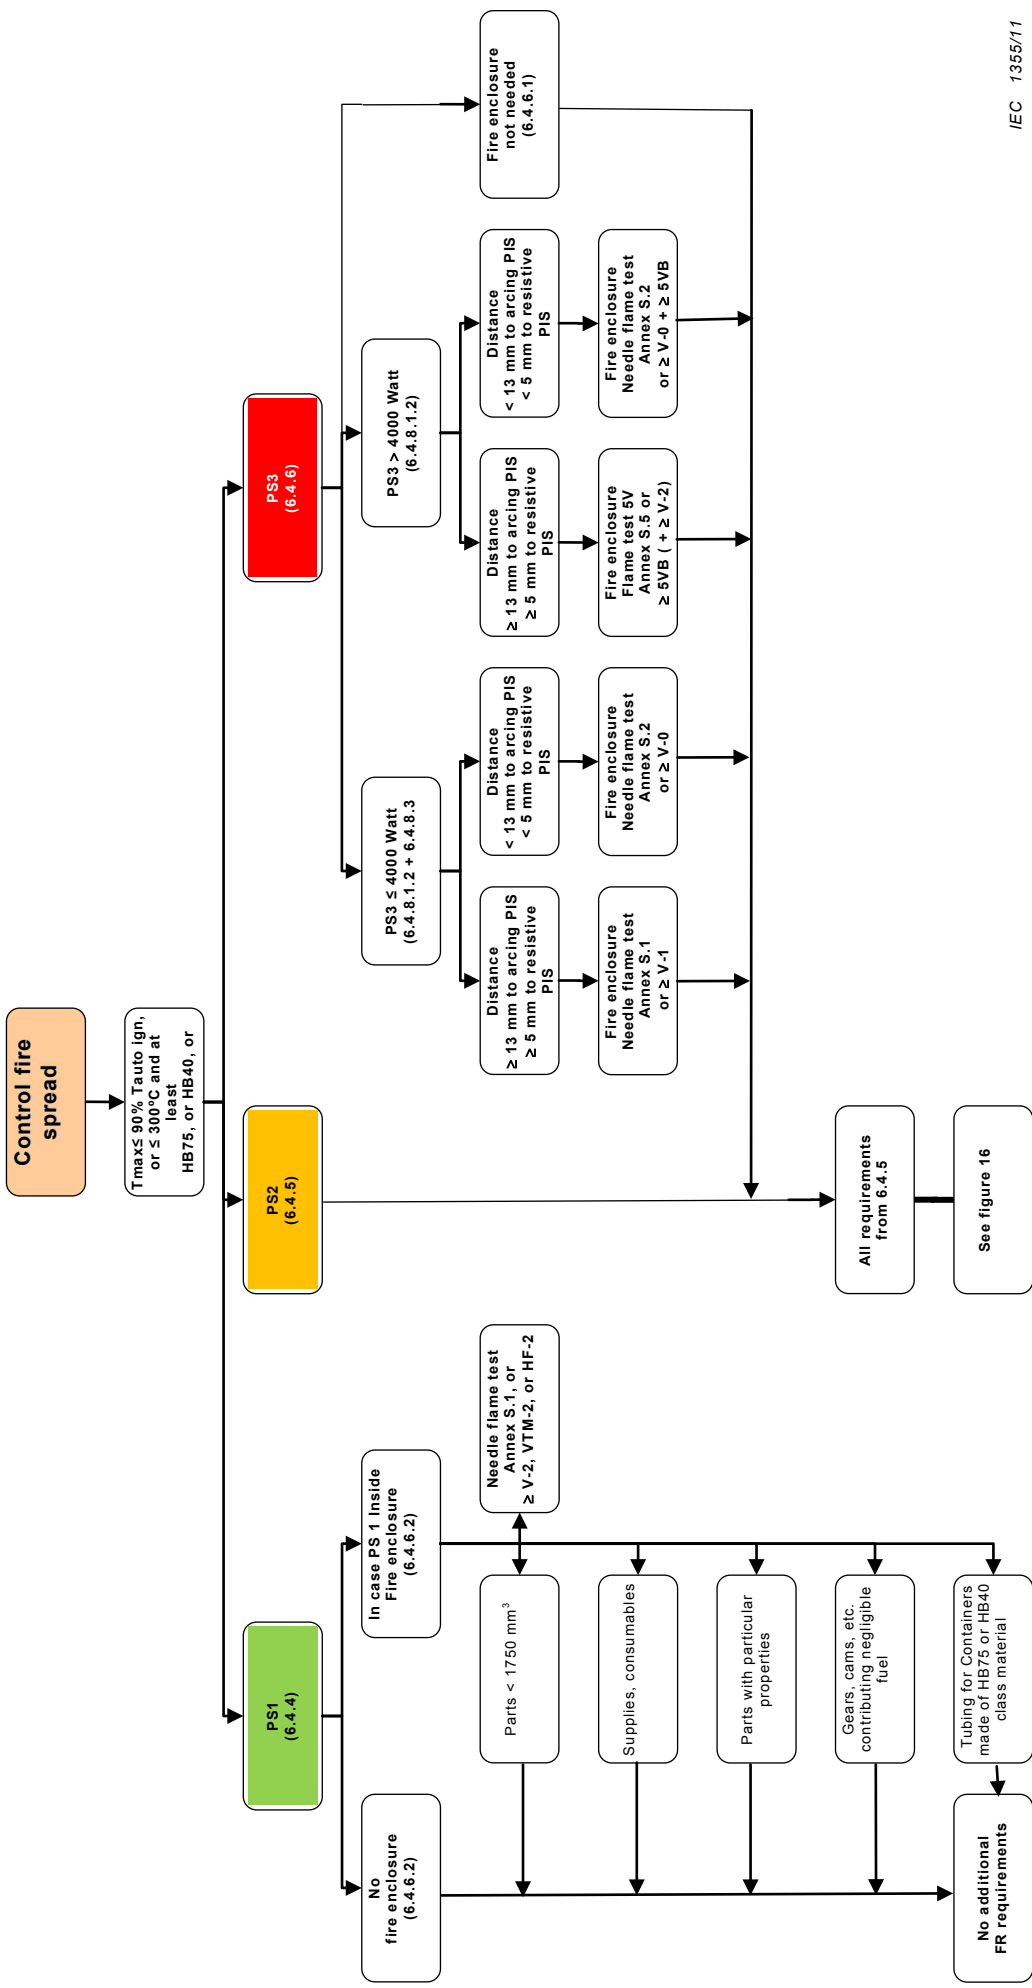 Control fire
spread
Tmax≤ 90% Tauto ign,
or ≤ 300ºC and at
least
HB75, or HB40, or
PS1
(6.4.4)
PS2
(6.4.5)
PS3
(6.4.6)
No
fire enclosure
(6.4.6.2)
In case PS 1 Inside
Fire enclosure
(6.4.6.2)
PS3 ≤ 4000 Watt
(6.4.8.1.2 + 6.4.8.3
PS3 > 4000 Watt
(6.4.8.1.2)
Parts < 1750 mm³
Needle flame test
Annex S.1, or
≥ V-2, VTM-2, or HF-2
Distance
≥ 13 mm to arcing PIS
≥ 5 mm to resistive
PIS
Distance
< 13 mm to arcing PIS
< 5 mm to resistive
PIS
Distance
≥ 13 mm to arcing PIS
≥ 5 mm to resistive
PIS
Distance
< 13 mm to arcing PIS
< 5 mm to resistive
PIS
Fire enclosure
not needed
(6.4.6.1)
Supplies, consumables
Fire enclosure
Needle flame test
Annex S.1
or ≥ V-1
Fire enclosure
Needle flame test
Annex S.2
or ≥ V-0
Fire enclosure
Flame test 5V
Annex S.5 or
≥ 5VB ( + ≥ V-2)
Fire enclosure
Needle flame test
Annex S.2
or ≥ V-0 + ≥ 5VB
Parts with particular
properties
Gears, cams, etc.
contributing negligible
fuel
All requirements
from 6.4.5
No additional
FR requirements
Tubing for Containers
made of HB75 or HB40
class material
See figure 16
IEC 1355/11